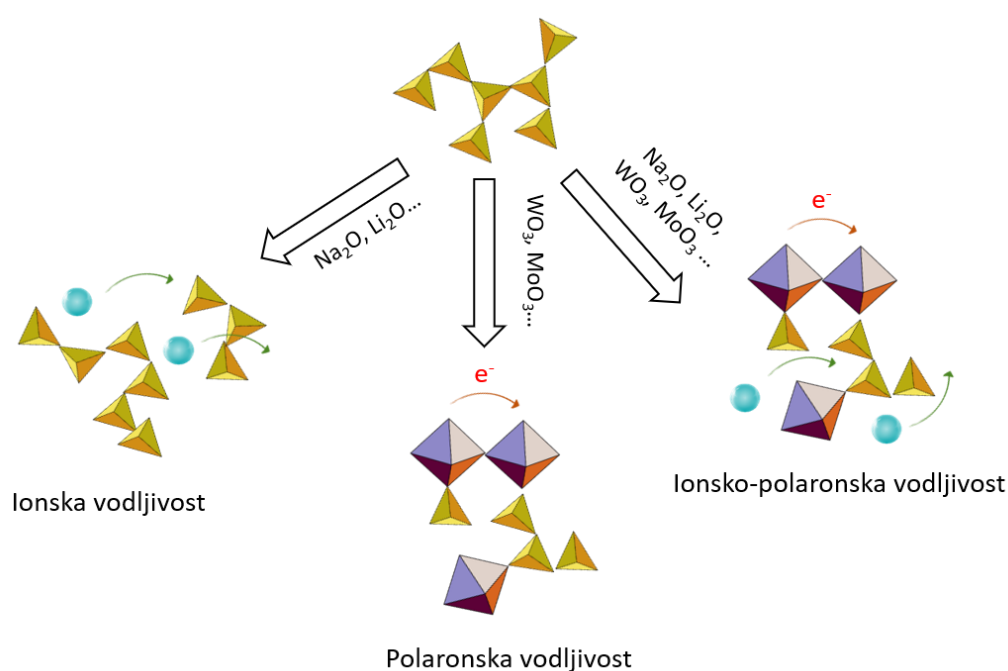 Na₂O, Li₂O...
WO₃, MoO₃...
Na₂O, Li₂O,
WO₃, MoO₃...
e⁻
e⁻
Ionska vodljivost
Ionsko-polaronska vodljivost
Polaronska vodljivost